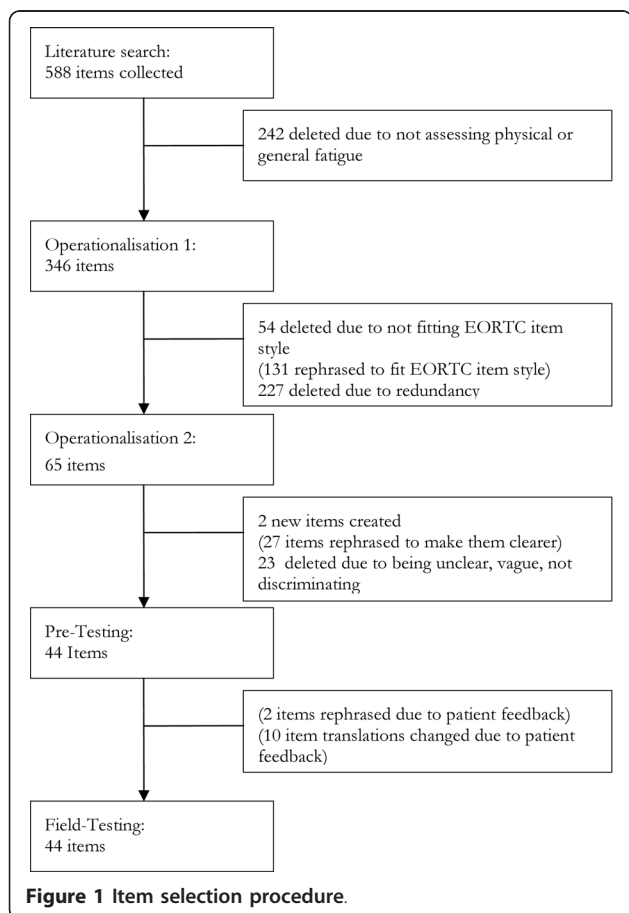 Literature search:
588 items collected
242 deleted due to not assessing physical or
general fatigue
Operationalisation 1:
346 items
54 deleted due to not fitting EORTC item
style
(131 rephrased to fit EORTC item style)
227 deleted due to redundancy
Operationalisation 2:
65 items
2 new items created
(27 items rephrased to make them clearer)
23 deleted due to being unclear, vague, not
discriminating
Pre-Testing:
44 Items
(2 items rephrased due to patient feedback)
(10 item translations changed due to patient
feedback)
Field-Testing:
44 items
Figure 1 Item selection procedure.